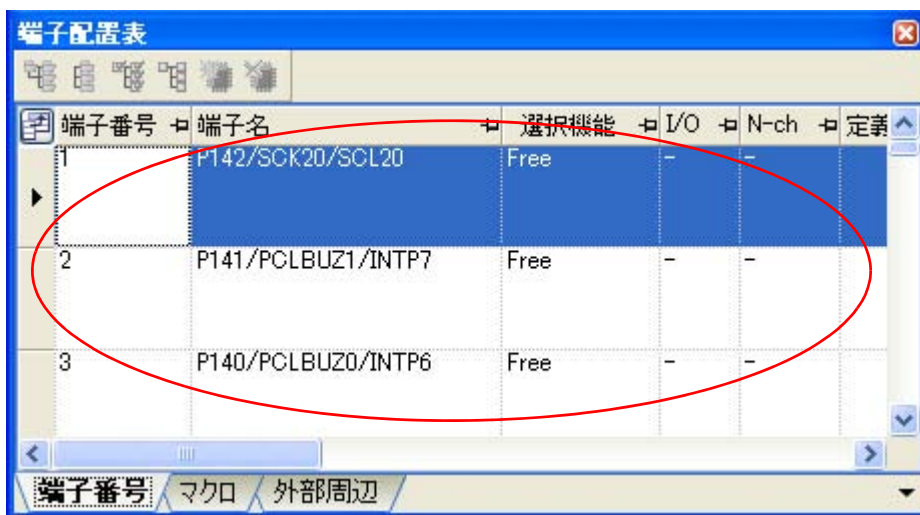 端子配置表
端子番号 端子名 選択機能 I/O N-ch 定義
1 P142/SCK20/SCL20 Free - -
2 P141/PCLBUZ1/INTP7 Free - -
3 P140/PCLBUZ0/INTP6 Free - -
端子番号 マクロ 外部周辺